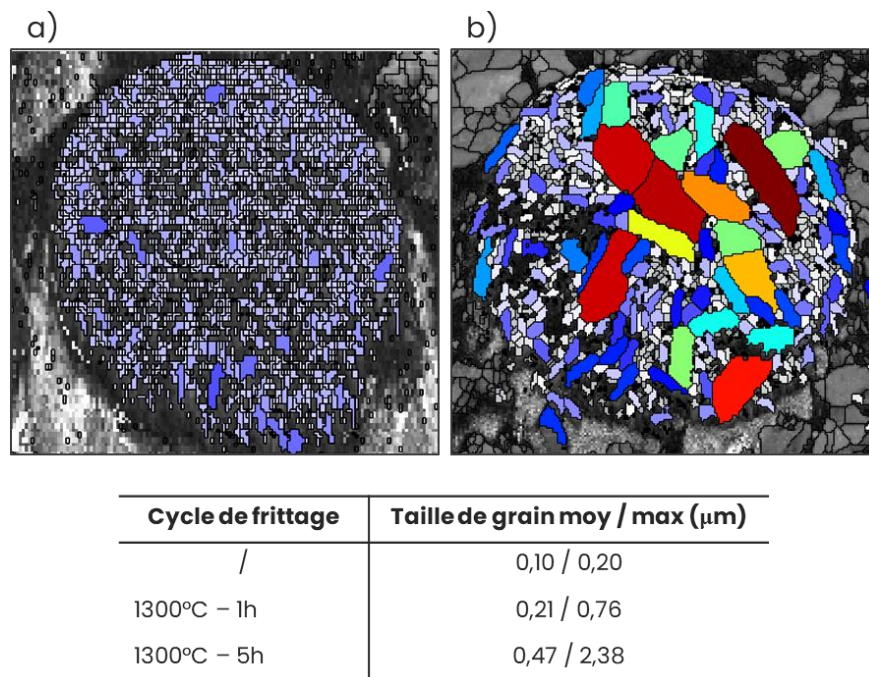 a)
b)
Cycle de frittage Taille de grain moy / max (μm)
/ 0,10 / 0,20
1300°C – 1h 0,21 / 0,76
1300°C – 5h 0,47 / 2,38